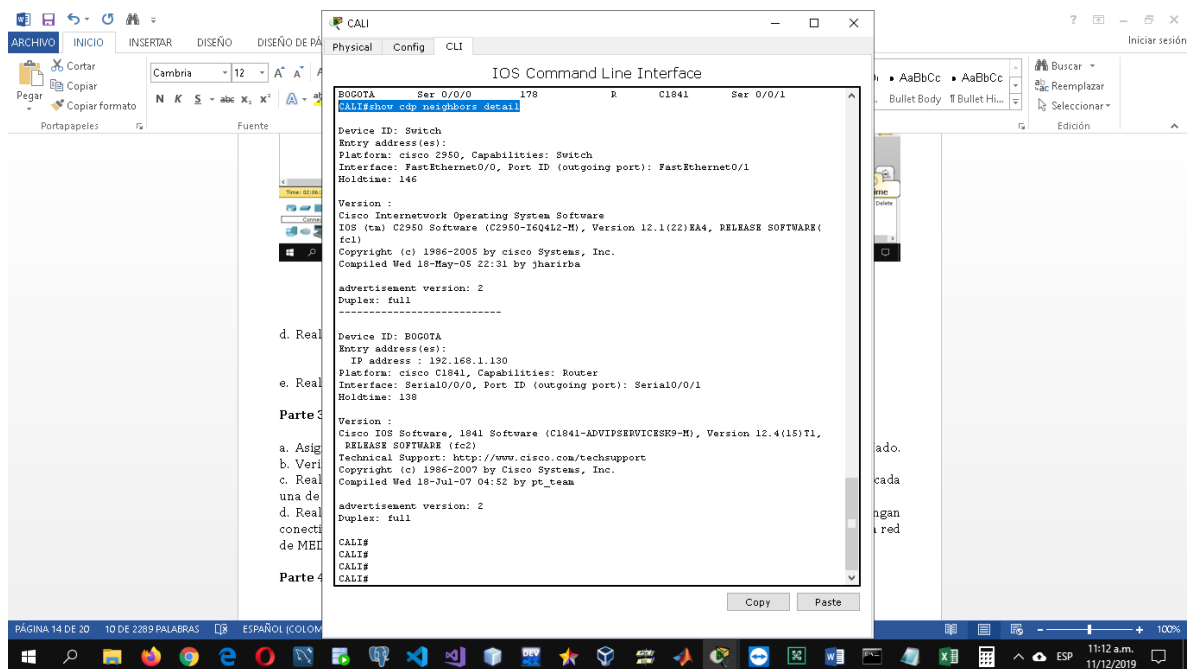 CALI
? 
ARCHIVO INICIO INSERTAR DISEÑO DISEÑO DE PÁ
Iniciar sesión
Physical Config CLI
Cortar
Copiar
Copiar formato
Pegar
Cambria 12
N K S abc X₂ X²
AaBbCc AaBbCc
Bullet Body ¶ Bullet Hi...
Buscar
Reemplazar
Seleccionar
Portapapeles Fuente Edición
IOS Command Line Interface
BOGOTA Ser 0/0/0 178 R C1841 Ser 0/0/1
CALI#show cdp neighbors detail
Device ID: Switch
Entry address(es):
Platform: cisco 2950, Capabilities: Switch
Interface: FastEthernet0/0, Port ID (outgoing port): FastEthernet0/1
Holdtime: 146
Version :
Cisco Internetwork Operating System Software
IOS (tm) C2950 Software (C2950-I6Q4L2-M), Version 12.1(22)EA4, RELEASE SOFTWARE(
fc1)
Copyright (c) 1986-2005 by cisco Systems, Inc.
Compiled Wed 18-May-05 22:31 by jharirba
advertisement version: 2
Duplex: full
---------------------------
Device ID: BOGOTA
Entry address(es):
IP address : 192.168.1.130
Platform: cisco C1841, Capabilities: Router
Interface: Serial0/0/0, Port ID (outgoing port): Serial0/0/1
Holdtime: 138
Version :
Cisco IOS Software, 1841 Software (C1841-ADVIPSERVICESK9-M), Version 12.4(15)T1,
RELEASE SOFTWARE (fc2)
Technical Support: http://www.cisco.com/techsupport
Copyright (c) 1986-2007 by Cisco Systems, Inc.
Compiled Wed 18-Jul-07 04:52 by pt_team
advertisement version: 2
Duplex: full
CALI#
CALI#
CALI#
CALI#
Copy Paste
d. Real
e. Real
Parte 3
a. Asig
ado.
b. Veri
c. Real
cada
una de
d. Real
ngan
conecti
a red
de MED
Parte 4
PÁGINA 14 DE 20 10 DE 2289 PALABRAS ESPAÑOL (COLOM
100%
ESP
11:12 a.m.
11/12/2019